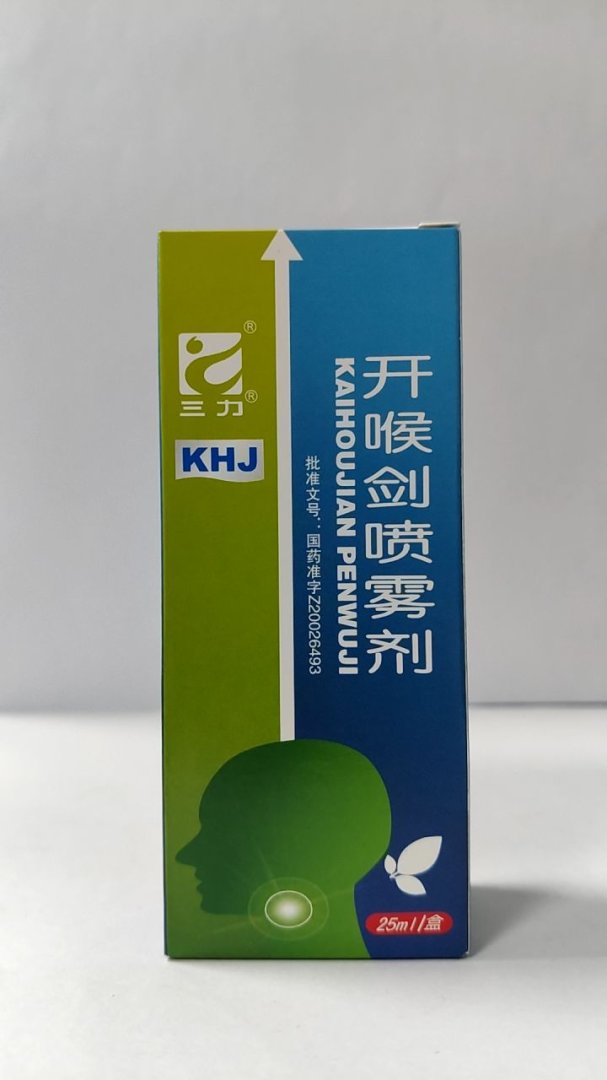 ®
三力®
KHJ
开喉剑喷雾剂
KAIHOUJIAN PENWUJI
批准文号：国药准字Z20026493
25ml/盒